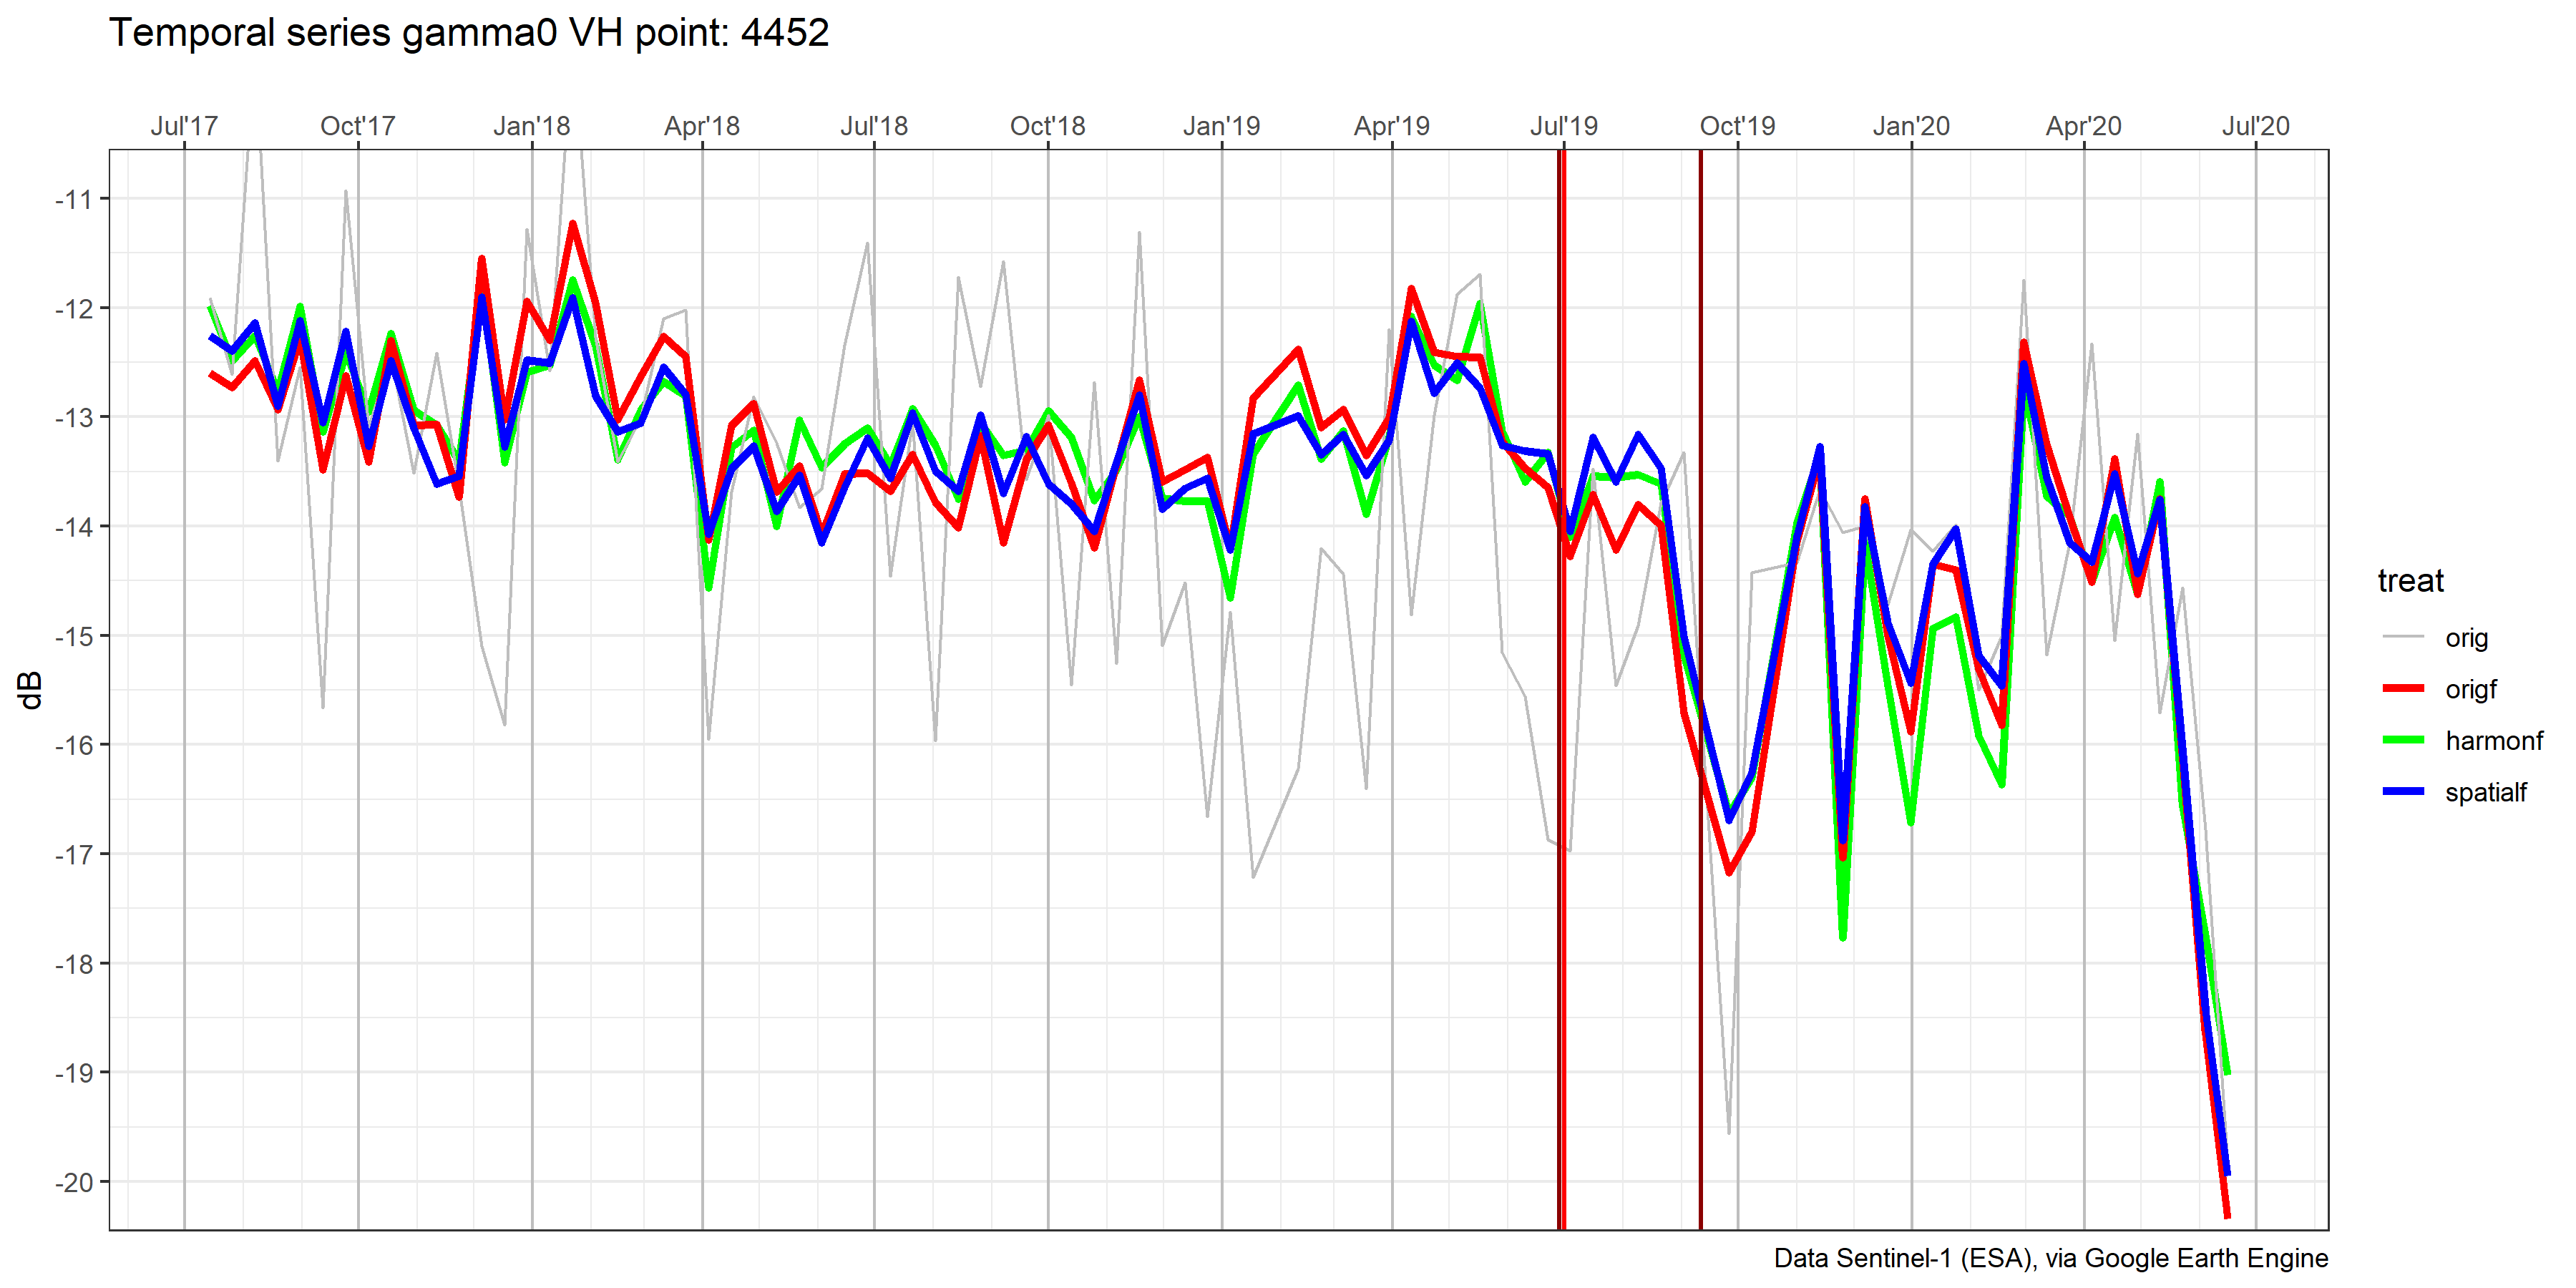 Temporal series gamma0 VH point: 4452
Jul'17 Oct'17 Jan'18 Apr'18 Jul'18 Oct'18 Jan'19 Apr'19 Jul'19 Oct'19 Jan'20 Apr'20 Jul'20
-11
-12
-13
-14
-15
-16
-17
-18
-19
-20
dB
treat
orig
origf
harmonf
spatialf
Data Sentinel-1 (ESA), via Google Earth Engine